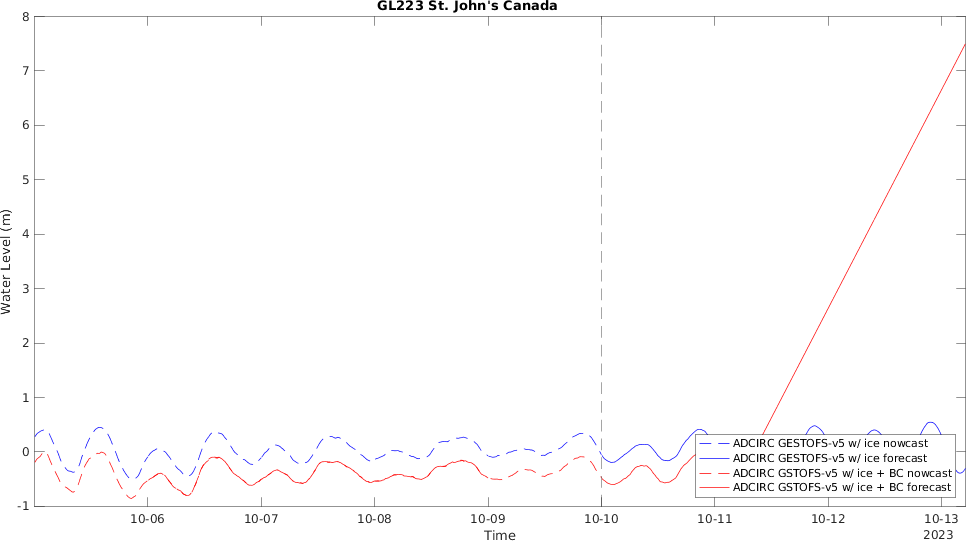 GL223 St. John's Canada
8
7
6
5
4
3
2
1
0
-1
Water Level (m)
10-06 10-07 10-08 10-09 10-10 10-11 10-12 10-13
2023
Time
ADCIRC GESTOFS-v5 w/ ice nowcast
ADCIRC GESTOFS-v5 w/ ice forecast
ADCIRC GSTOFS-v5 w/ ice + BC nowcast
ADCIRC GSTOFS-v5 w/ ice + BC forecast